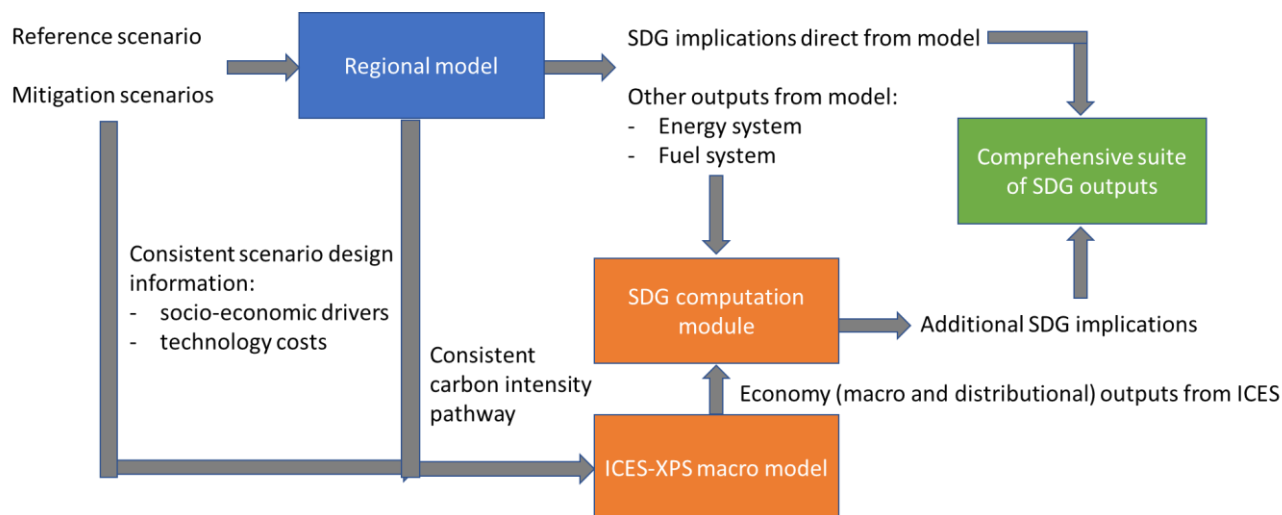 Reference scenario
Mitigation scenarios
Regional model
SDG implications direct from model
Other outputs from model:
- Energy system
- Fuel system
Comprehensive suite
of SDG outputs
Consistent scenario design
information:
- socio-economic drivers
- technology costs
Consistent
carbon intensity
pathway
SDG computation
module
Additional SDG implications
Economy (macro and distributional) outputs from ICES
ICES-XPS macro model